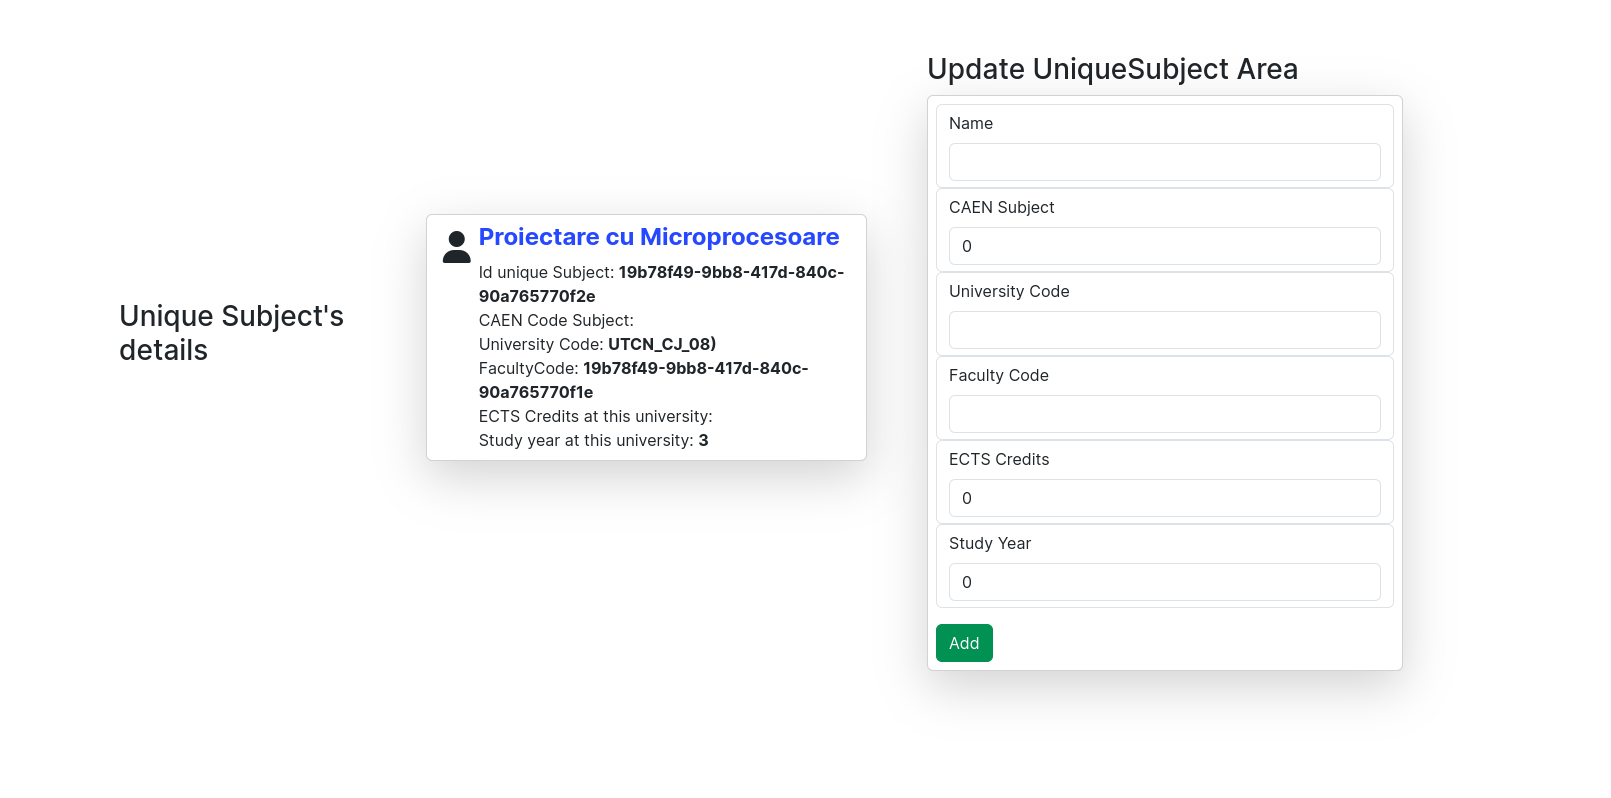 Unique Subject's
details
Proiectare cu Microprocesoare
Id unique Subject: 19b78f49-9bb8-417d-840c-
90a765770f2e
CAEN Code Subject:
University Code: UTCN_CJ_08)
FacultyCode: 19b78f49-9bb8-417d-840c-
90a765770f1e
ECTS Credits at this university:
Study year at this university: 3
Update UniqueSubject Area
Name
CAEN Subject
0
University Code
Faculty Code
ECTS Credits
0
Study Year
0
Add